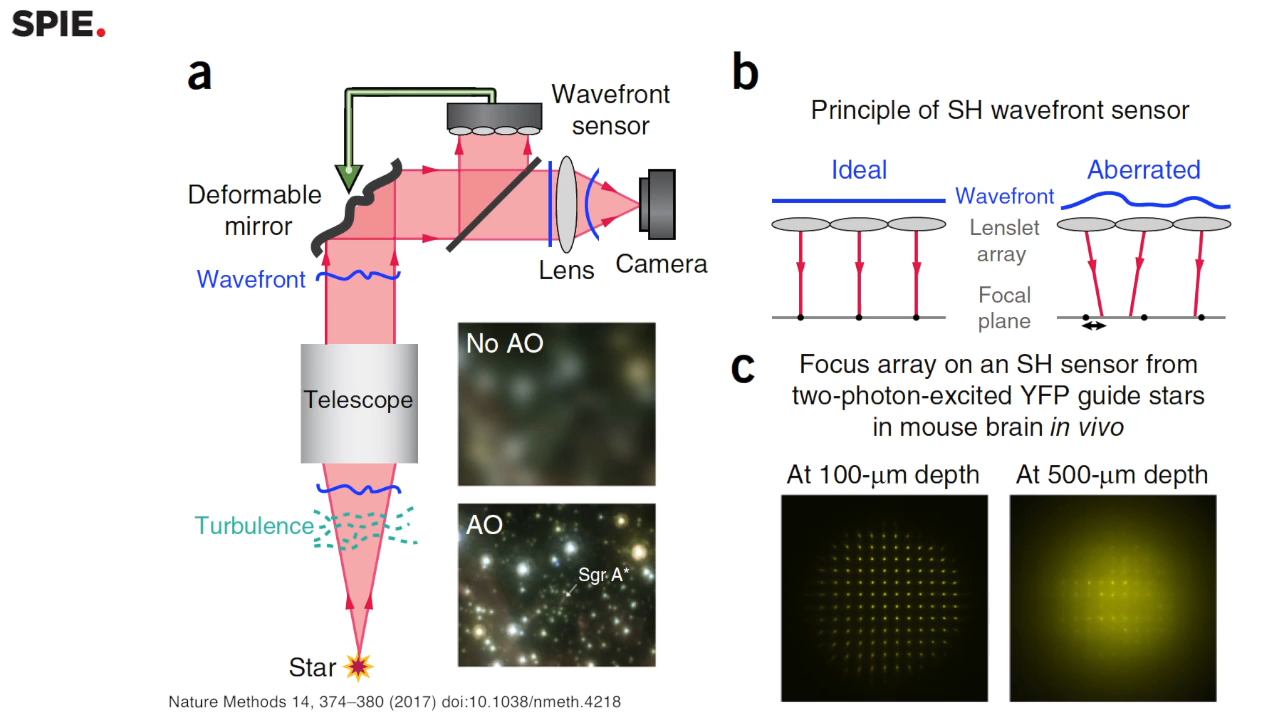 SPIE.
a
Wavefront
sensor
Deformable
mirror
Wavefront
Lens
Camera
Telescope
Turbulence
Star
No AO
AO
Sgr A*
b
Principle of SH wavefront sensor
Ideal
Wavefront
Aberrated
Lenslet
array
Focal
plane
c
Focus array on an SH sensor from
two-photon-excited YFP guide stars
in mouse brain in vivo
At 100-μm depth
At 500-μm depth
Nature Methods 14, 374–380 (2017) doi:10.1038/nmeth.4218